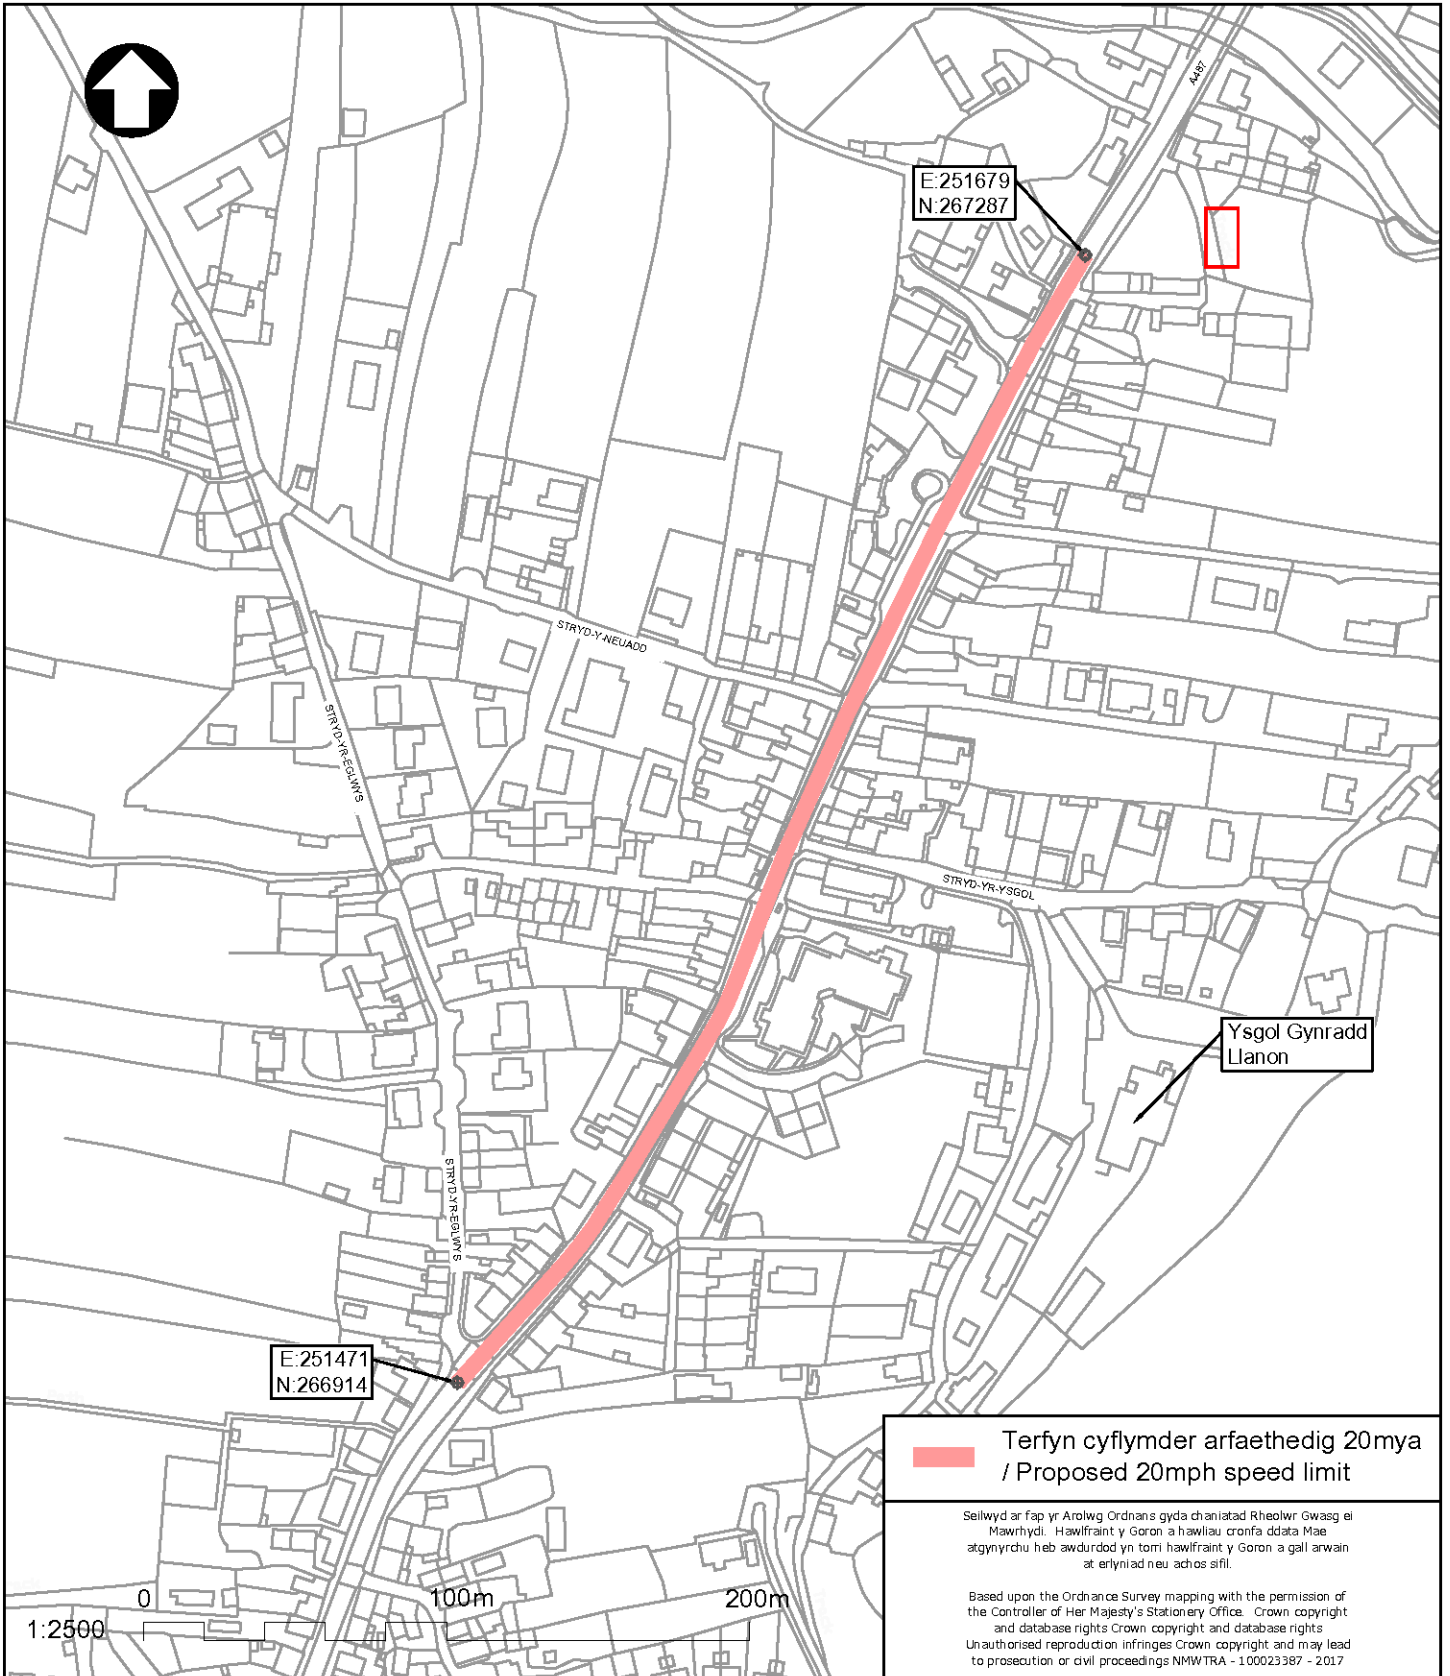 A487
E:251679
N:267287
STRYD-Y-NEUADD
STRYD-YR-EGLWYS
STRYD-YR-YSGOL
Ysgol Gynradd
Llanon
STRYD-YR-EGLWYS
E:251471
N:266914
Terfyn cyflymder arfaethedig 20mya
/ Proposed 20mph speed limit
Seilwyd ar fap yr Arolwg Ordnans gyda chaniatad Rheolwr Gwasg ei
Mawrhydi. Hawlfraint y Goron a hawliau cronfa ddata Mae
atgynyrchu heb awdurdod yn torri hawlfraint y Goron a gall arwain
at erlyniad neu achos sifil.
Based upon the Ordnance Survey mapping with the permission of
the Controller of Her Majesty's Stationery Office. Crown copyright
and database rights Crown copyright and database rights
Unauthorised reproduction infringes Crown copyright and may lead
to prosecution or civil proceedings NMWTRA - 100023387 - 2017
0 100m 200m
1:2500